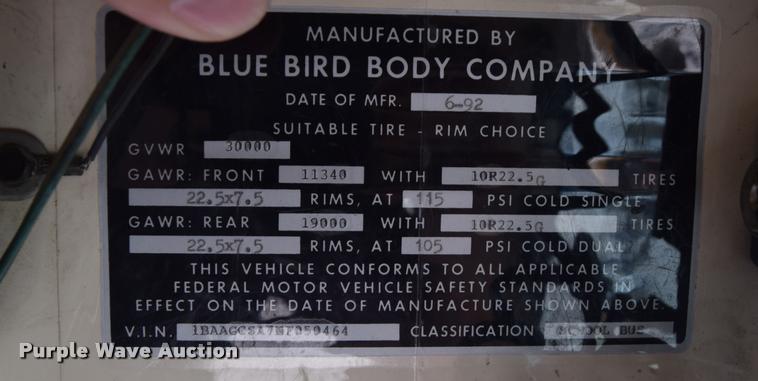 MANUFACTURED BY
BLUE BIRD BODY COMPANY
DATE OF MFR. 6-92
SUITABLE TIRE - RIM CHOICE
GVWR 30000
GAWR: FRONT 11340 WITH 10R22.5G TIRES
22.5x7.5 RIMS, AT 115 PSI COLD SINGLE
GAWR: REAR 19000 WITH 10R22.5G TIRES
22.5x7.5 RIMS, AT 105 PSI COLD DUAL
THIS VEHICLE CONFORMS TO ALL APPLICABLE
FEDERAL MOTOR VEHICLE SAFETY STANDARDS IN
EFFECT ON THE DATE OF MANUFACTURE SHOWN ABOVE.
V.I.N. CLASSIFICATION SCHOOL BUS
Purple Wave Auction